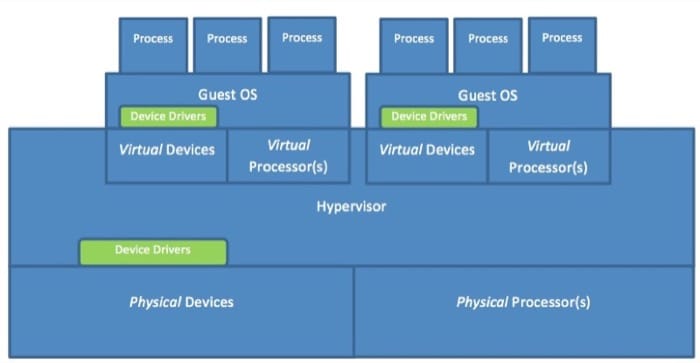 Process Process Process Process Process Process
Guest OS Guest OS
Device Drivers Device Drivers
Virtual Devices Virtual Processor(s) Virtual Devices Virtual Processor(s)
Hypervisor
Device Drivers
Physical Devices Physical Processor(s)